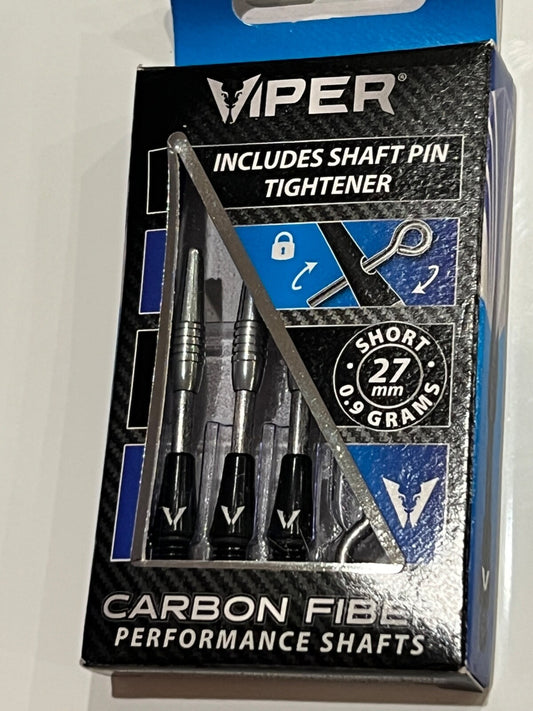 VIPER®
INCLUDES SHAFT PIN
TIGHTENER
SHORT
27
mm
0.9 GRAMS
CARBON FIBER
PERFORMANCE SHAFTS